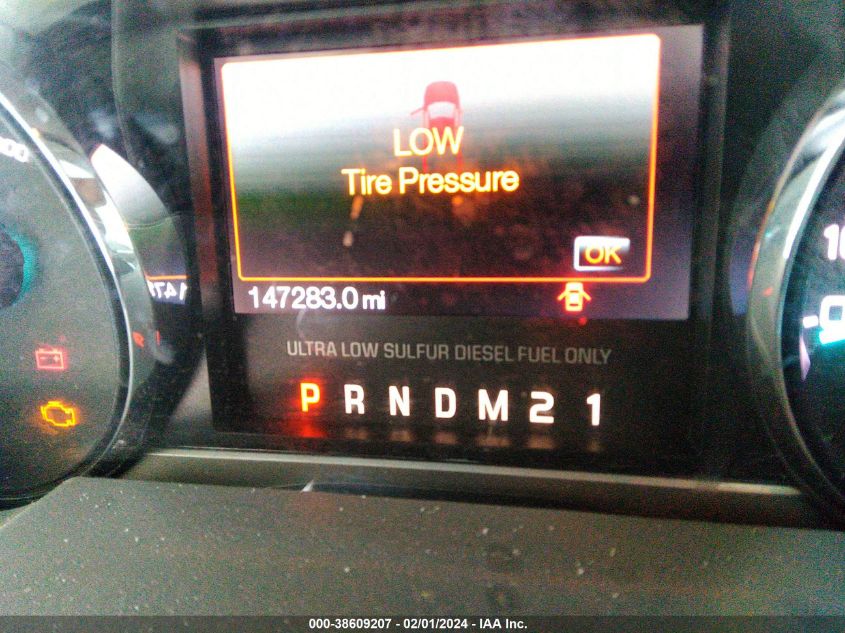 LOW
Tire Pressure
OK
147283.0 mi
ULTRA LOW SULFUR DIESEL FUEL ONLY
P R N D M 2 1
000-38609207 - 02/01/2024 - IAA Inc.